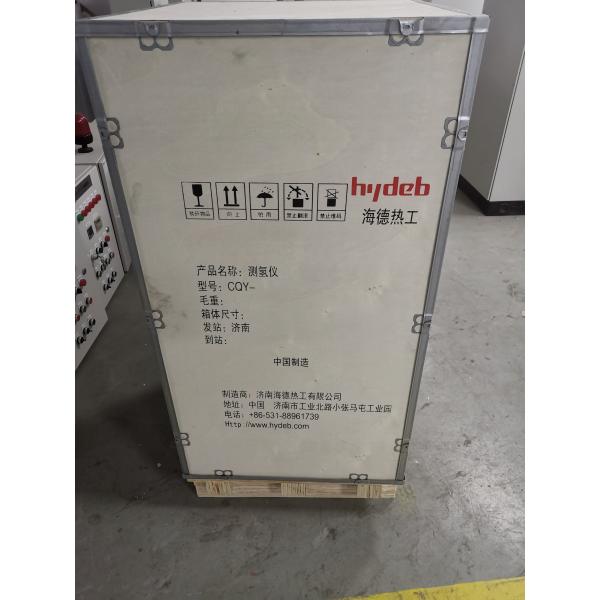 hydeb
海德热工
易碎物品 向上 怕雨 禁止翻滚 禁止堆码
产品名称: 测氢仪
型号: CQY-
毛重:
箱体尺寸:
发站: 济南
到站:
中国制造
制造商: 济南海德热工有限公司
地址: 中国 济南市工业北路小张马屯工业园
电话: +86-531-88961739
Http //www.hydeb.com